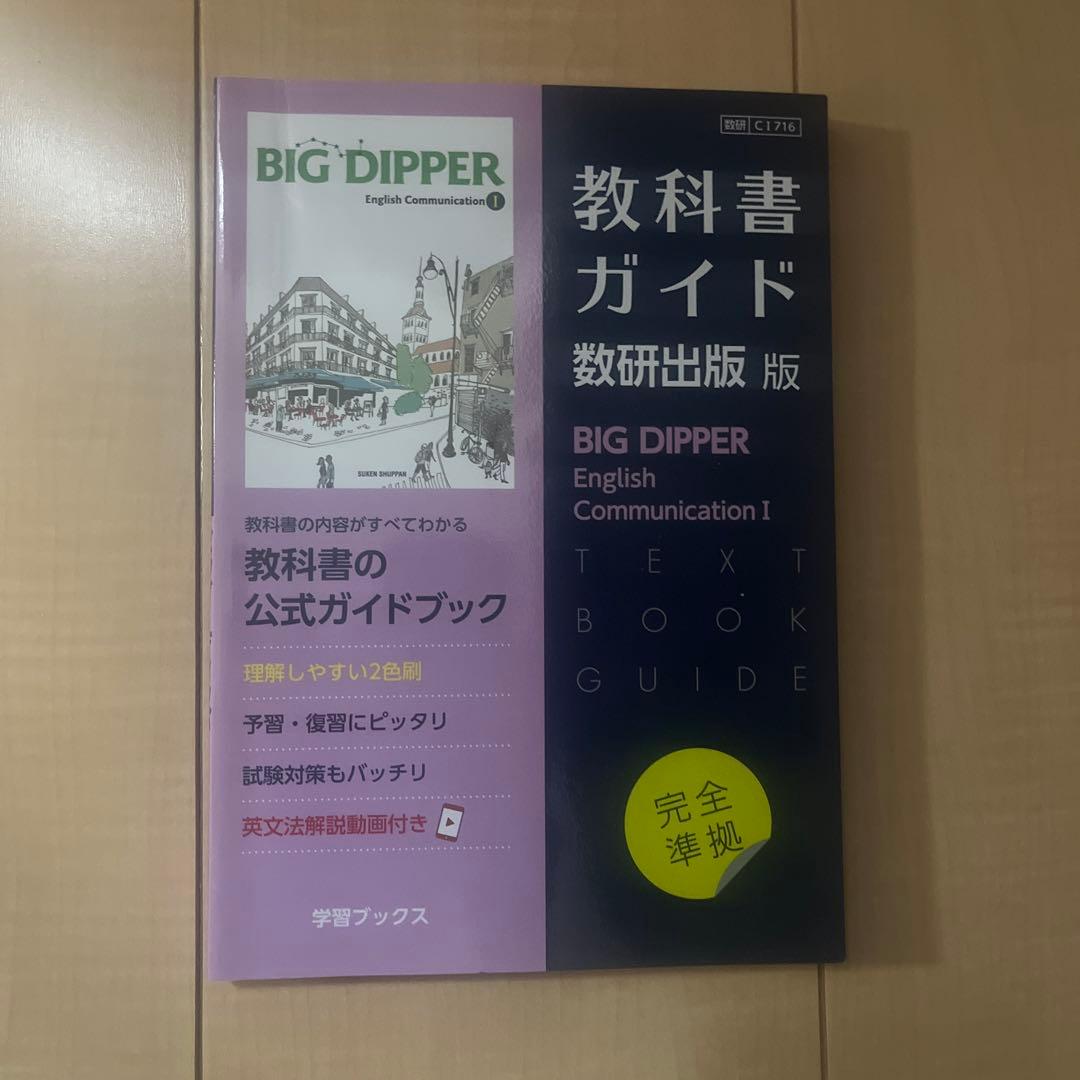 BIG DIPPER
English Communication I
SUKEN SHUPPAN
教科書の内容がすべてわかる
教科書の
公式ガイドブック
理解しやすい2色刷
予習・復習にピッタリ
試験対策もバッチリ
英文法解説動画付き
学習ブックス
数研 CⅠ716
教科書
ガイド
数研出版 版
BIG DIPPER
English
Communication I
TEXT
BOOK
GUIDE
完全
準拠